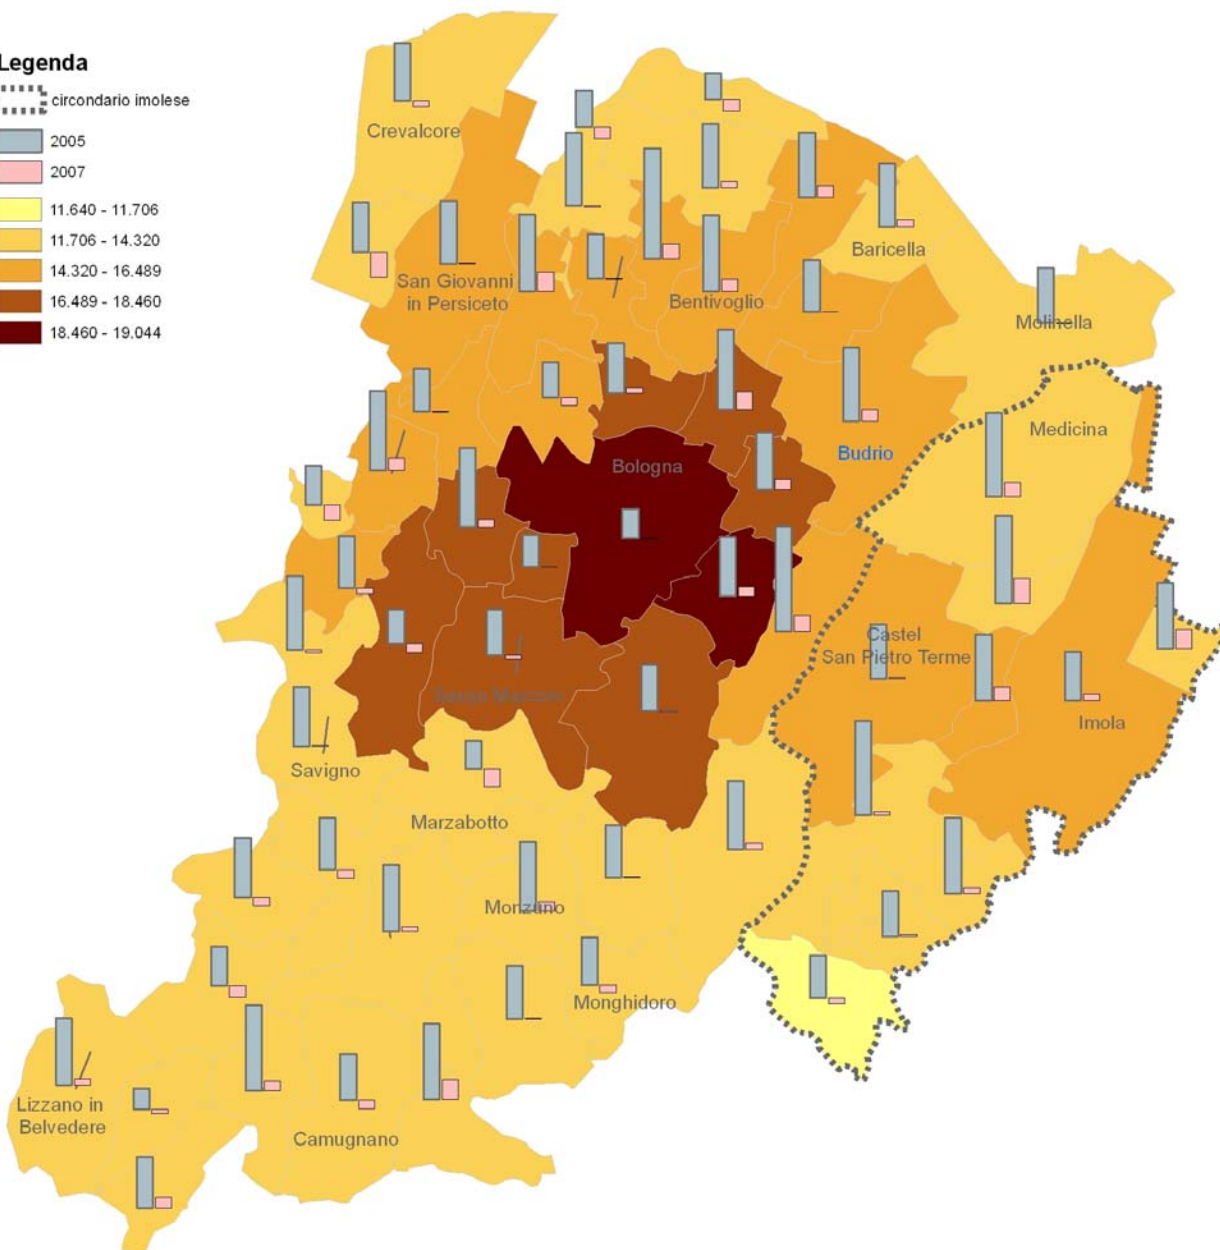 Legenda
circondario imolese
2005
2007
11.640 - 11.706
11.706 - 14.320
14.320 - 16.489
16.489 - 18.460
18.460 - 19.044
Crevalcore
San Giovanni
in Persiceto
Bentivoglio
Baricella
Molinella
Medicina
Budrio
Bologna
Castel
San Pietro Terme
Imola
Savigno
Marzabotto
Monzuno
Monghidoro
Lizzano in
Belvedere
Camugnano